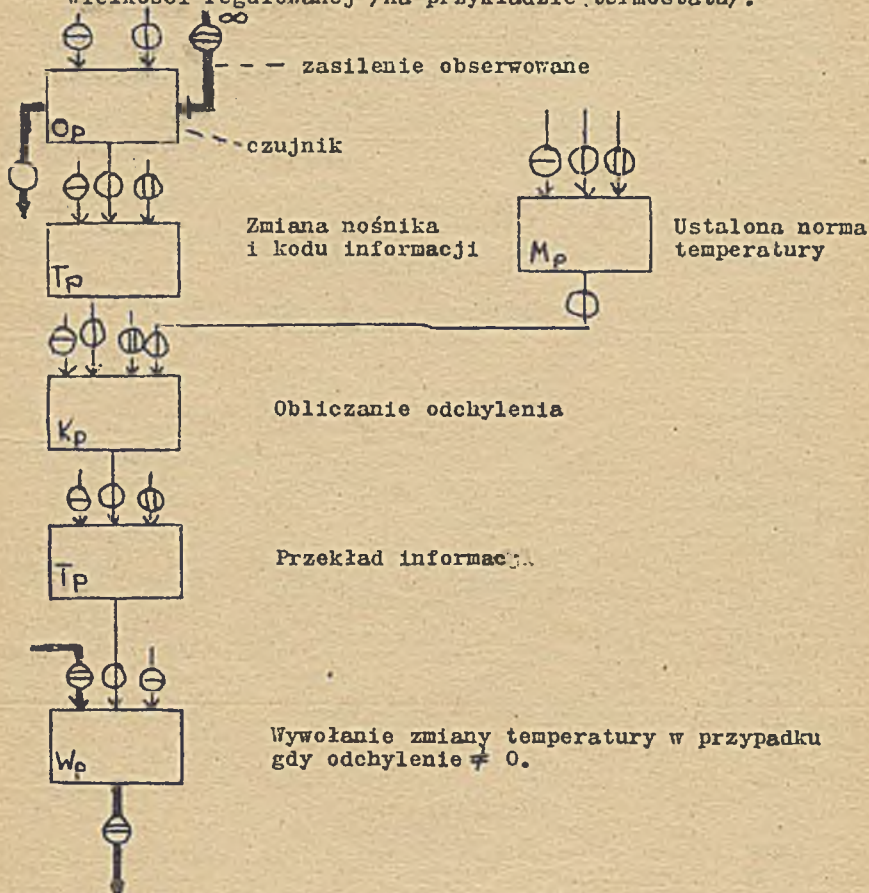 wielkości regulowanej /na przykładzie termostatu/.
∞
zasilenie obserwowane
Op
czujnik
Zmiana nośnika
i kodu informacji
Tp
Mp
Ustalona norma
temperatury
Obliczanie odchylenia
Kp
Przekład
Tp
Wywołanie zmiany temperatury w przypadku
gdy odchylenie ≠ 0.
Wp